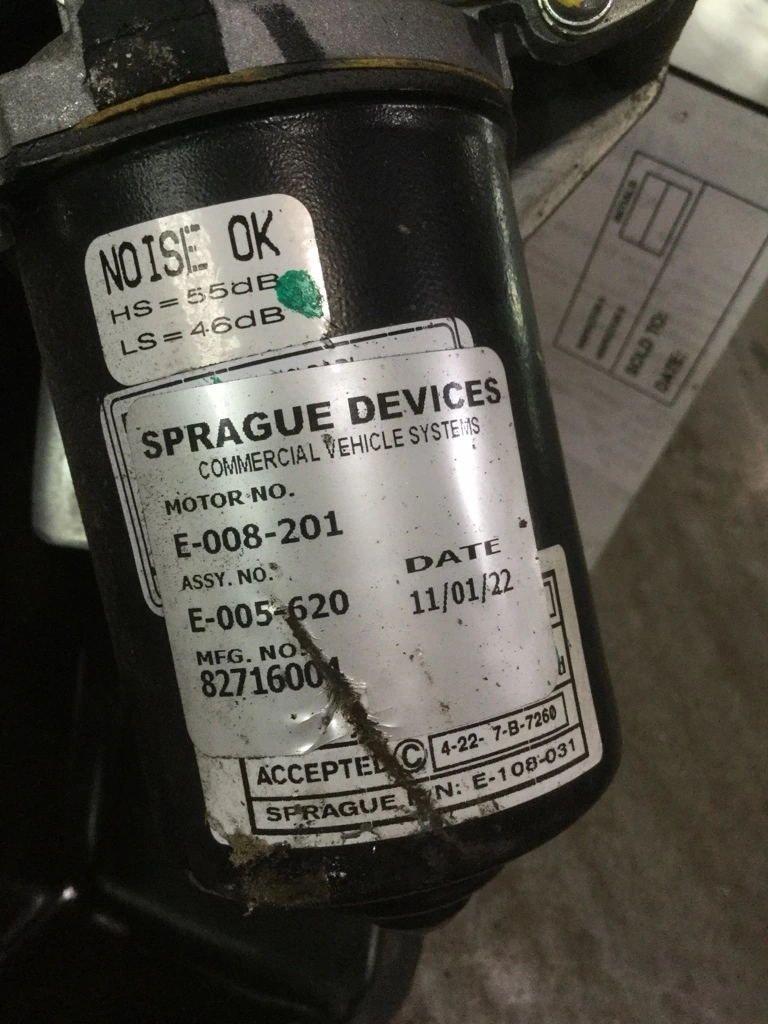 NOISE OK
HS = 55dB
LS = 46dB
SPRAGUE DEVICES
COMMERCIAL VEHICLE SYSTEMS
MOTOR NO.
E-008-201
ASSY. NO.
DATE
E-005-620
11/01/22
MFG. NO.
82716004
ACCEPTED C 4-22- 7-B-7260
SPRAGUE P/N: E-108-031
INITIALS
SOLD TO:
DATE: